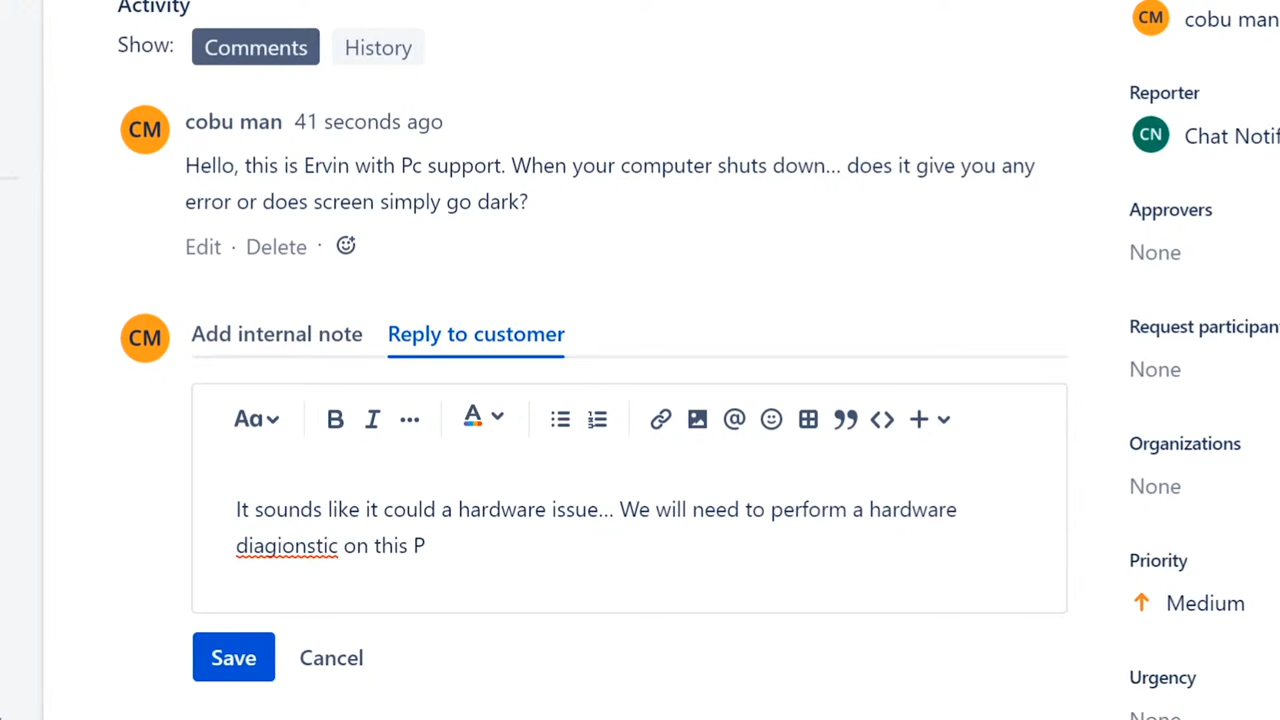 Activity
Show: Comments History
CM cobu man 41 seconds ago
Hello, this is Ervin with Pc support. When your computer shuts down... does it give you any
error or does screen simply go dark?
Edit · Delete ·
CM Add internal note Reply to customer
Aa B I ... A
It sounds like it could a hardware issue... We will need to perform a hardware
diagionstic on this P
Save Cancel
CM cobu man
Reporter
CN Chat Notif
Approvers
None
Request participan
None
Organizations
None
Priority
Medium
Urgency
None